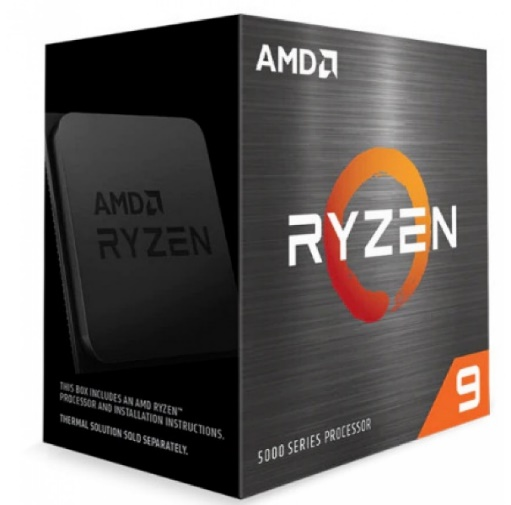 AMD
RYZEN
THIS BOX INCLUDES AN AMD RYZEN™
PROCESSOR AND INSTALLATION INSTRUCTIONS.
THERMAL SOLUTION SOLD SEPARATELY.
AMD
RYZEN
9
5000 SERIES PROCESSOR